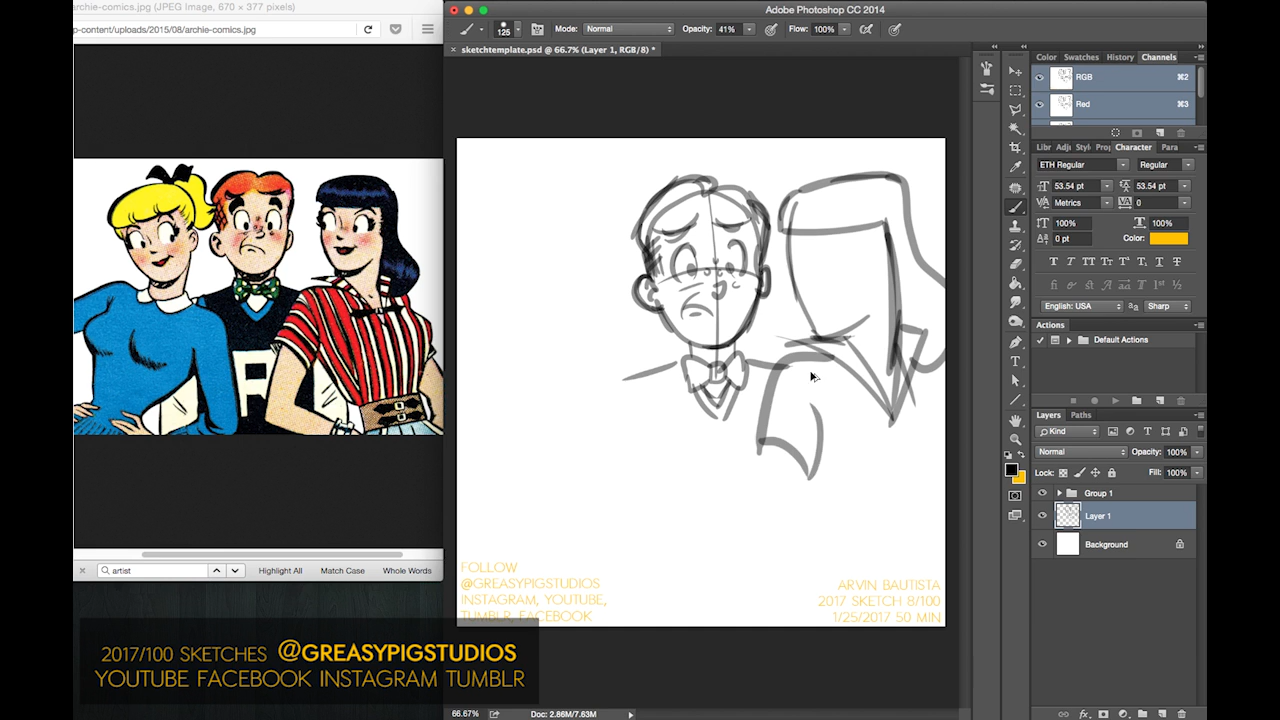 archie-comics.jpg (JPEG Image, 670 × 377 pixels)
p-content/uploads/2015/08/archie-comics.jpg
artist
Highlight All
Match Case
Whole Words
Adobe Photoshop CC 2014
125
Mode:
Normal
Opacity:
41%
Flow:
100%
sketchtemplate.psd @ 66.7% (Layer 1, RGB/8) *
FOLLOW
@GREASYPIGSTUDIOS
INSTAGRAM, YOUTUBE,
TUMBLR, FACEBOOK
ARVIN BAUTISTA
2017 SKETCH 8/100
1/25/2017 50 MIN
2017/100 SKETCHES @GREASYPIGSTUDIOS
YOUTUBE FACEBOOK INSTAGRAM TUMBLR
66.67%
Doc: 2.86M/7.63M
Color
Swatches
History
Channels
RGB
⌘2
Red
⌘3
Libr
Adj
Styl
Prop
Character
Para
ETH Regular
Regular
53.54 pt
53.54 pt
Metrics
0
100%
100%
0 pt
Color:
English: USA
Sharp
Actions
Default Actions
Layers
Paths
Kind
Normal
Opacity:
100%
Lock:
Fill:
100%
Group 1
Layer 1
Background